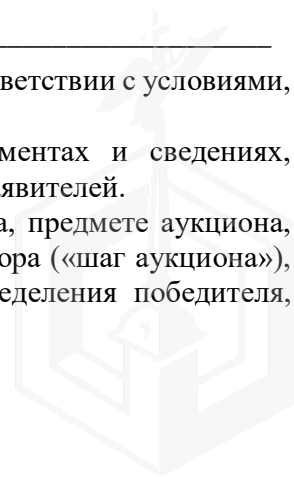 ветствии с условиями,
ментах и сведениях,
явителей.
а, предмете аукциона,
ора («шаг аукциона»),
еделения победителя,